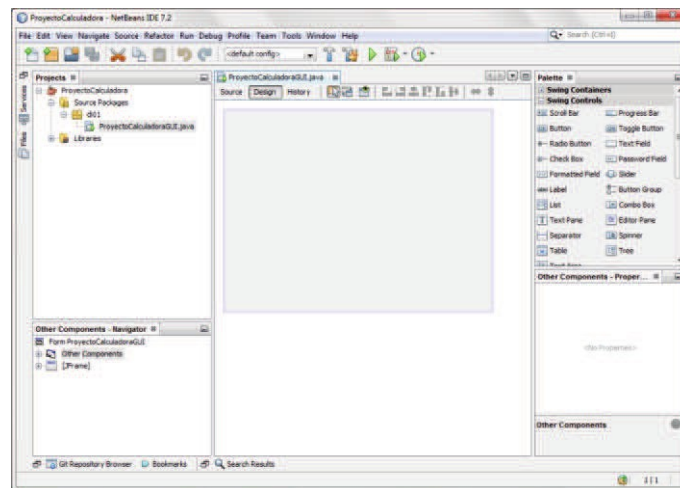 ProyectoCalculadora - NetBeans IDE 7.2
File Edit View Navigate Source Refactor Run Debug Profile Team Tools Window Help
Search (Ctrl+I)
<default config>
Projects
ProyectoCalculadora
Source Packages
di01
ProyectoCalculadoraGUI.java
Libraries
Services
Files
ProyectoCalculadoraGUI.java
Source Design History
Palette
Swing Containers
Swing Controls
Scroll Bar Progress Bar
Button Toggle Button
Radio Button Text Field
Check Box Password Field
Formatted Field Slider
Label Button Group
List Combo Box
Text Pane Editor Pane
Separator Spinner
Table Tree
Other Components - Proper...
<No Properties>
Other Components
Other Components - Navigator
Form ProyectoCalculadoraGUI
Other Components
[JFrame]
Git Repository Browser Bookmarks Search Results
1|1